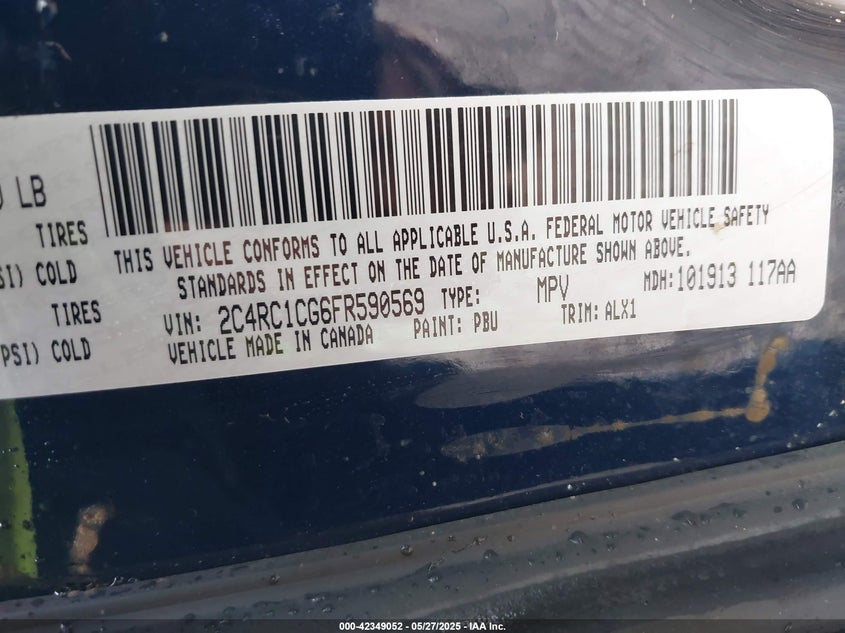 LB
TIRES
COLD
TIRES
PSI) COLD
THIS VEHICLE CONFORMS TO ALL APPLICABLE U.S.A. FEDERAL MOTOR VEHICLE SAFETY
STANDARDS IN EFFECT ON THE DATE OF MANUFACTURE SHOWN ABOVE.
VIN: 2C4RC1CG6FR590569 TYPE: MPV MDH:101913 117AA
VEHICLE MADE IN CANADA PAINT: PBU TRIM: ALX1
000-42349052 - 05/27/2025 - IAA Inc.